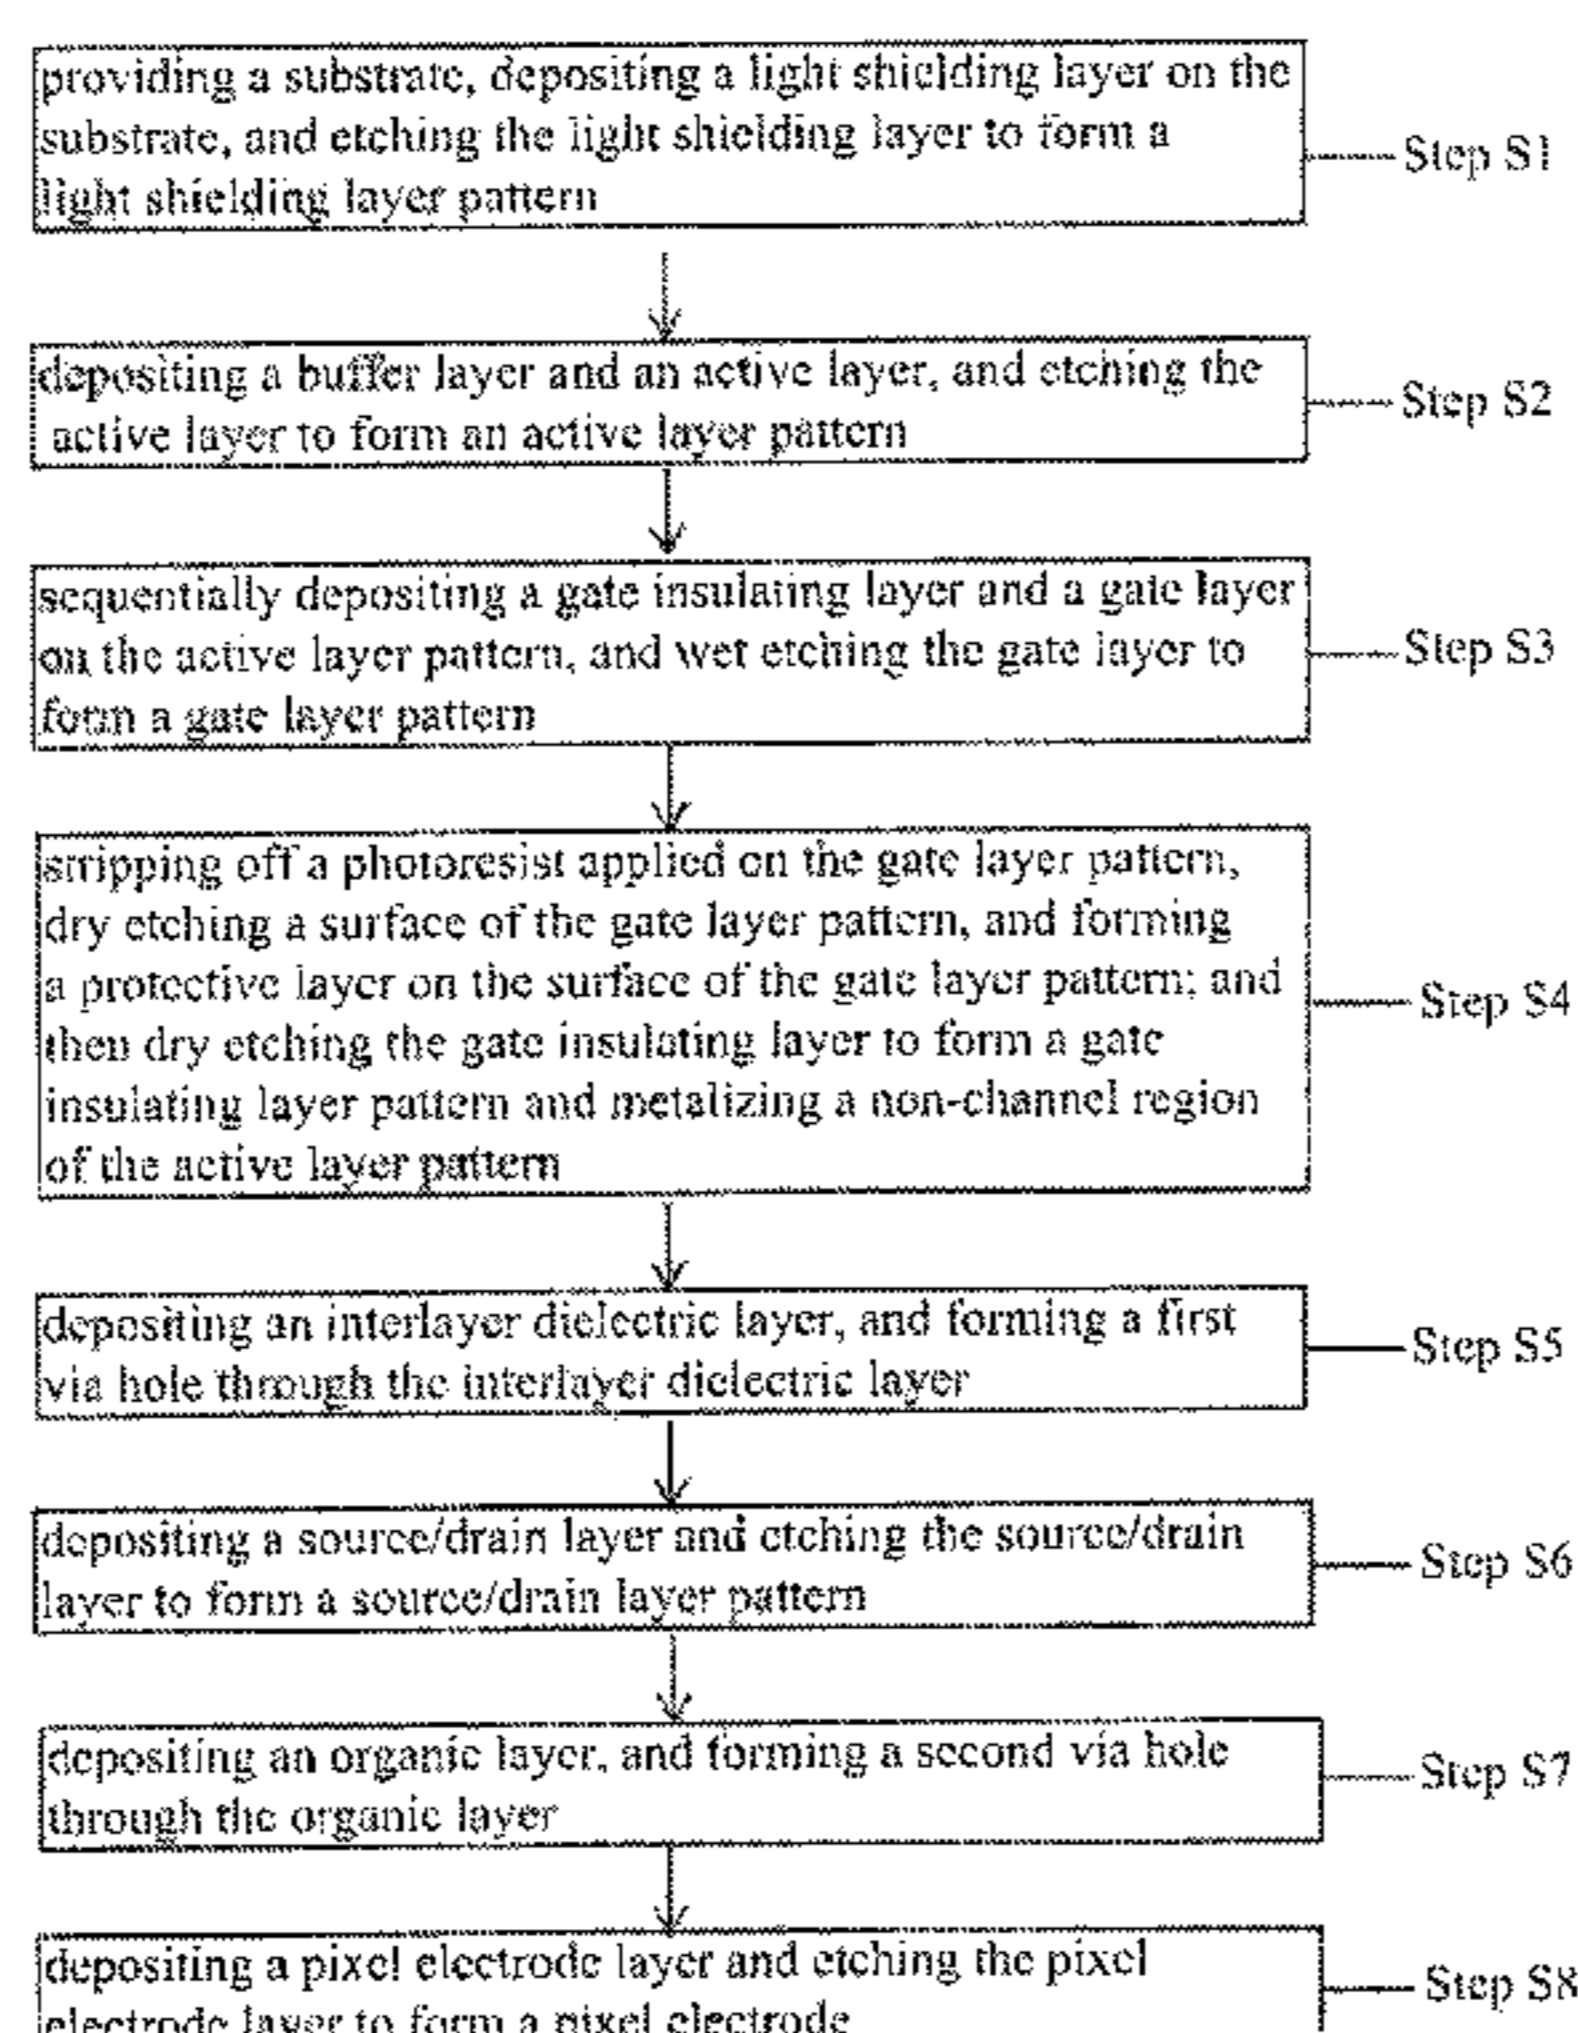 providing a substrate, depositing a light shielding layer on the
substrate, and etching the light shielding layer to form a
light shielding layer pattern
Step S1
depositing a buffer layer and an active layer, and etching the
active layer to form an active layer pattern
Step S2
sequentially depositing a gate insulating layer and a gate layer
on the active layer pattern, and wet etching the gate layer to
form a gate layer pattern
Step S3
stripping off a photoresist applied on the gate layer pattern,
dry etching a surface of the gate layer pattern, and forming
a protective layer on the surface of the gate layer pattern; and
then dry etching the gate insulating layer to form a gate
insulating layer pattern and metalizing a non-channel region
of the active layer pattern
Step S4
depositing an interlayer dielectric layer, and forming a first
via hole through the interlayer dielectric layer
Step S5
depositing a source/drain layer and etching the source/drain
layer to form a source/drain layer pattern
Step S6
depositing an organic layer, and forming a second via hole
through the organic layer
Step S7
depositing a pixel electrode layer and etching the pixel
electrode layer to form a pixel electrode
Step S8